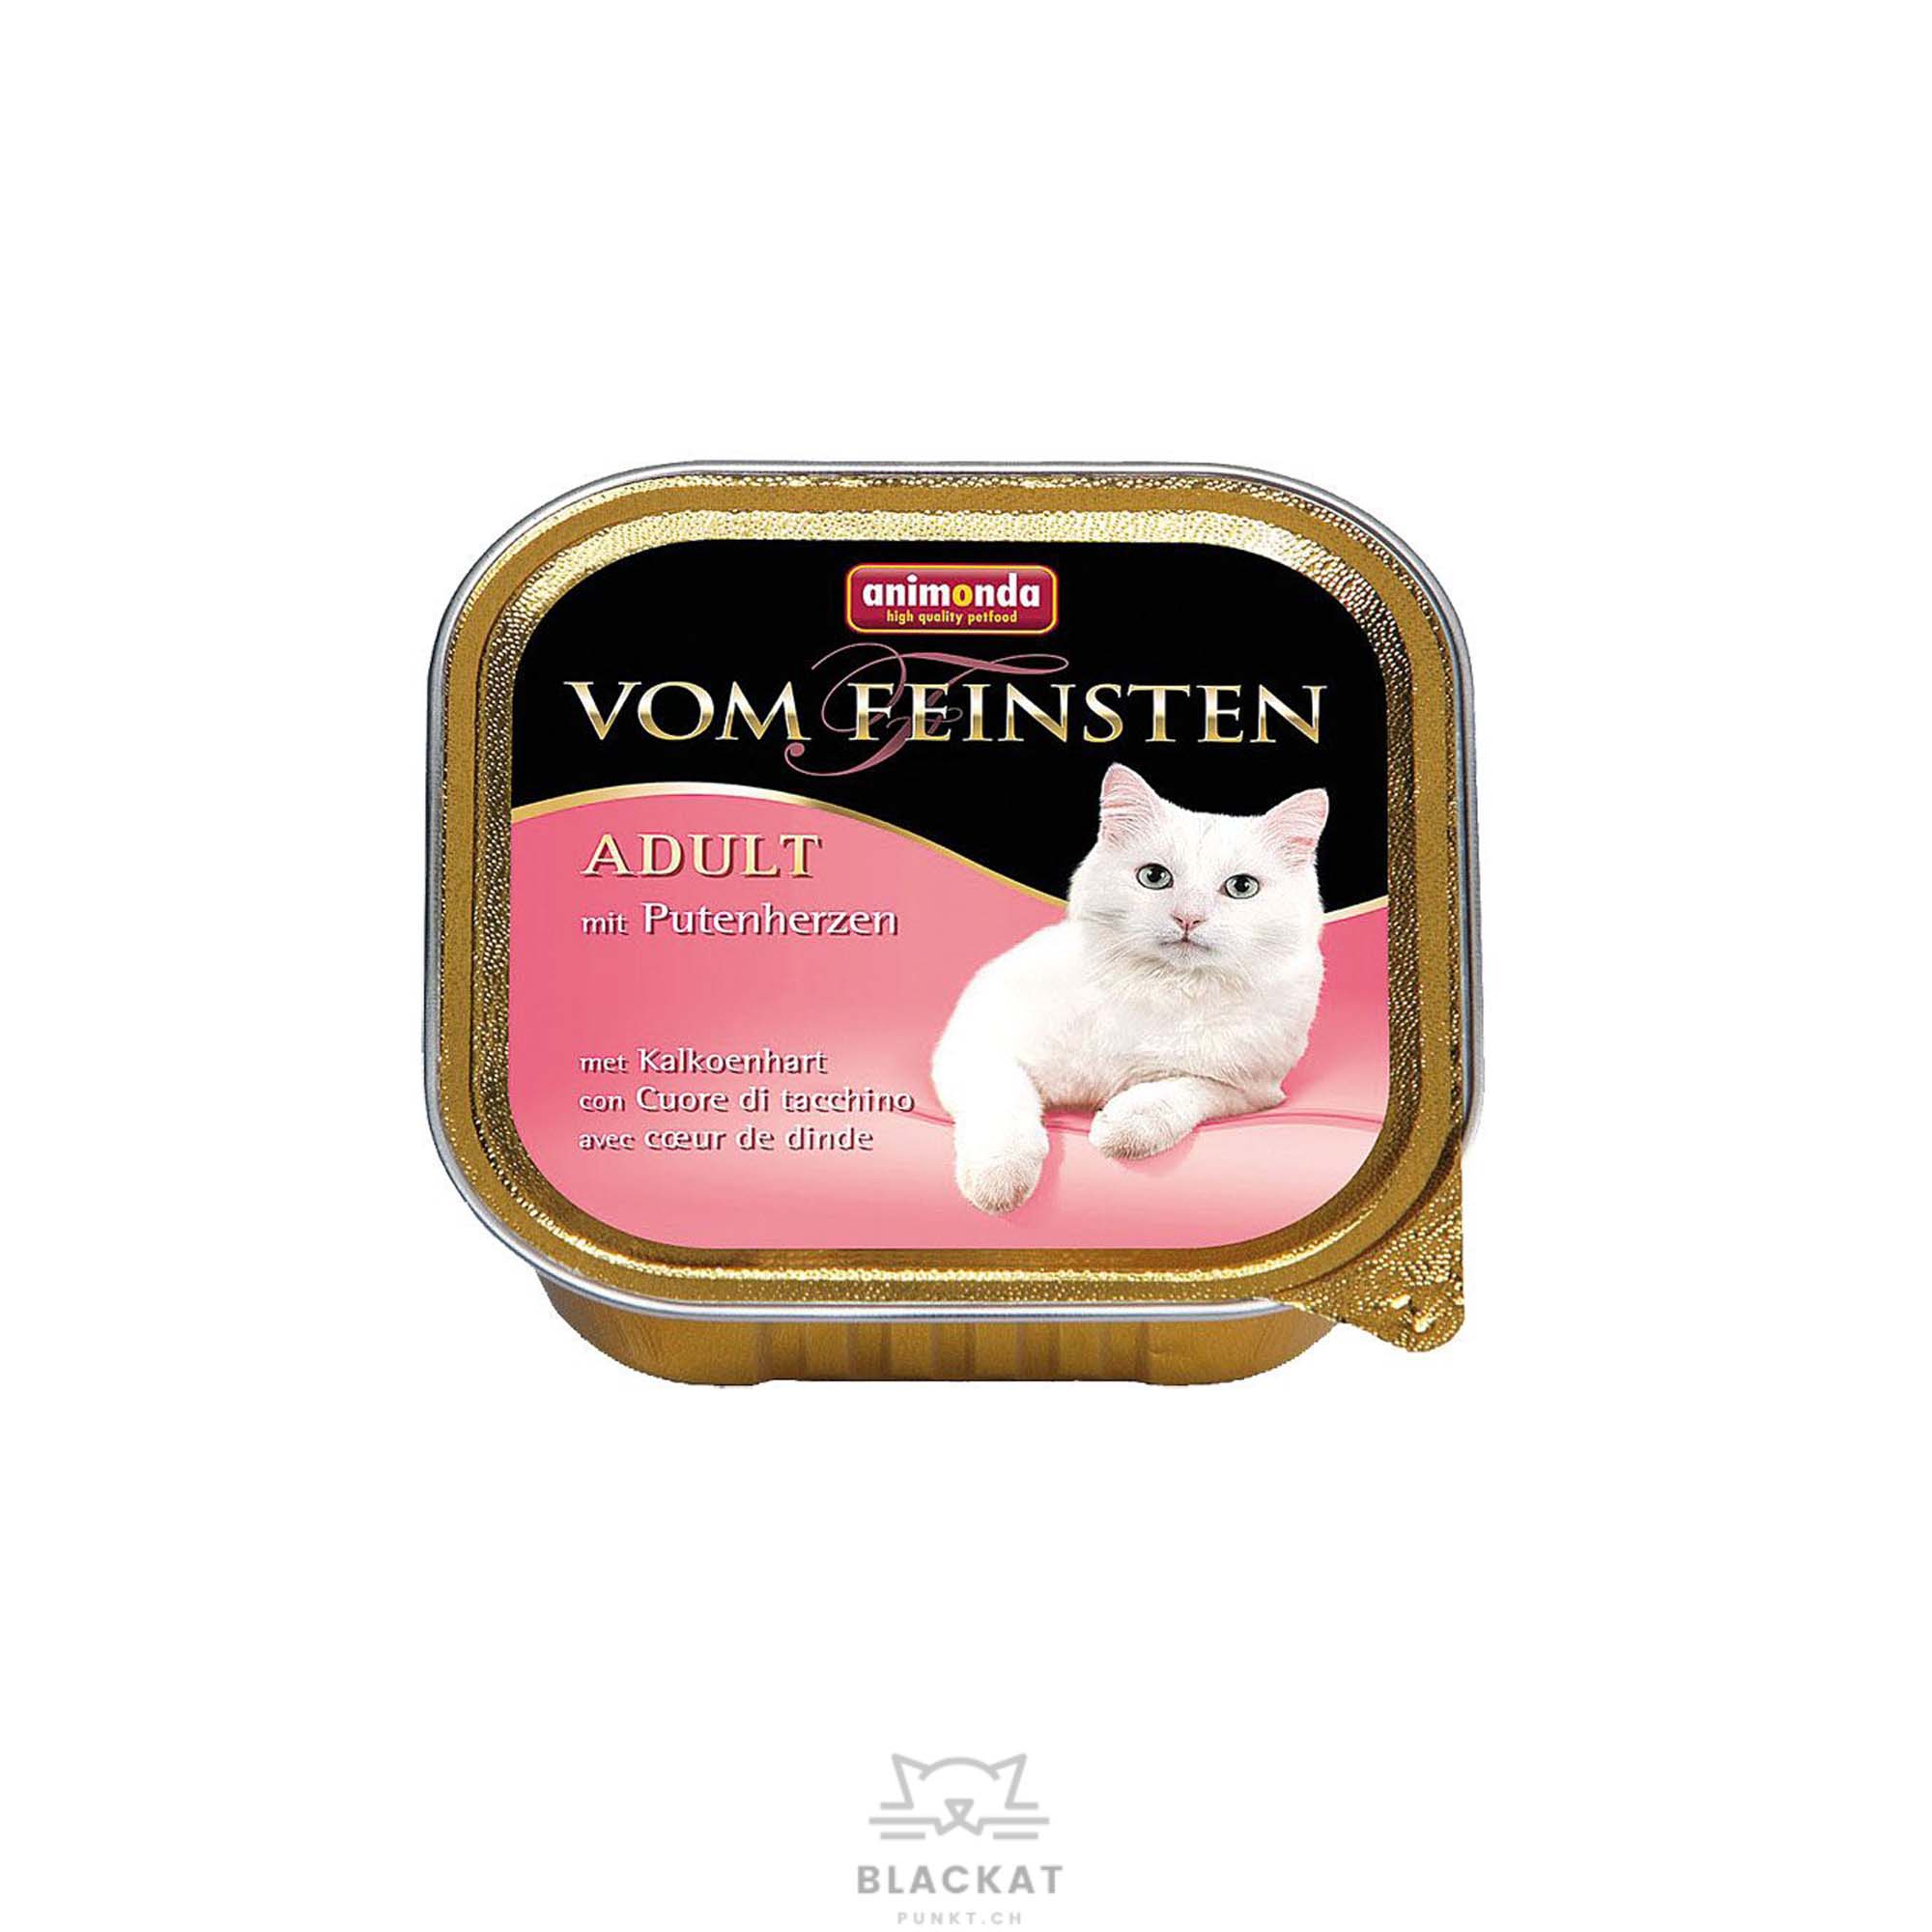 animonda
high quality petfood
VOM FEINSTEN
ADULT
mit Putenherzen
met Kalkoenhart
con Cuore di tacchino
avec cœur de dinde
BLACKAT
PUNKT.CH